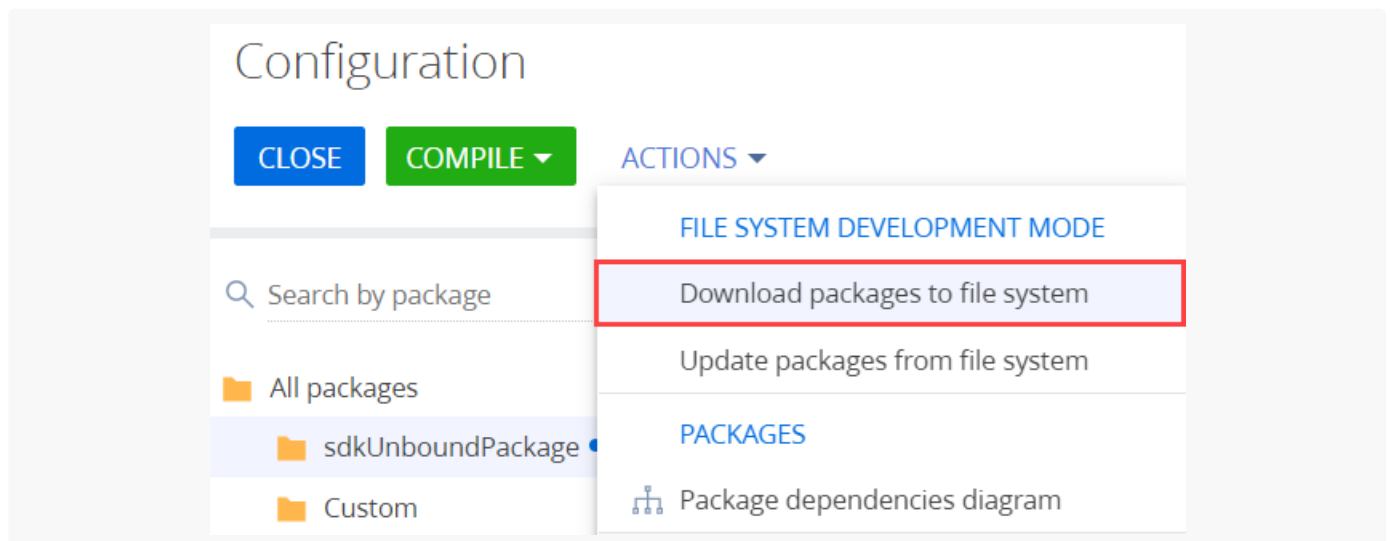 Configuration
CLOSE
COMPILE
ACTIONS
FILE SYSTEM DEVELOPMENT MODE
Search by package
Download packages to file system
Update packages from file system
All packages
sdkUnboundPackage
Custom
PACKAGES
Package dependencies diagram